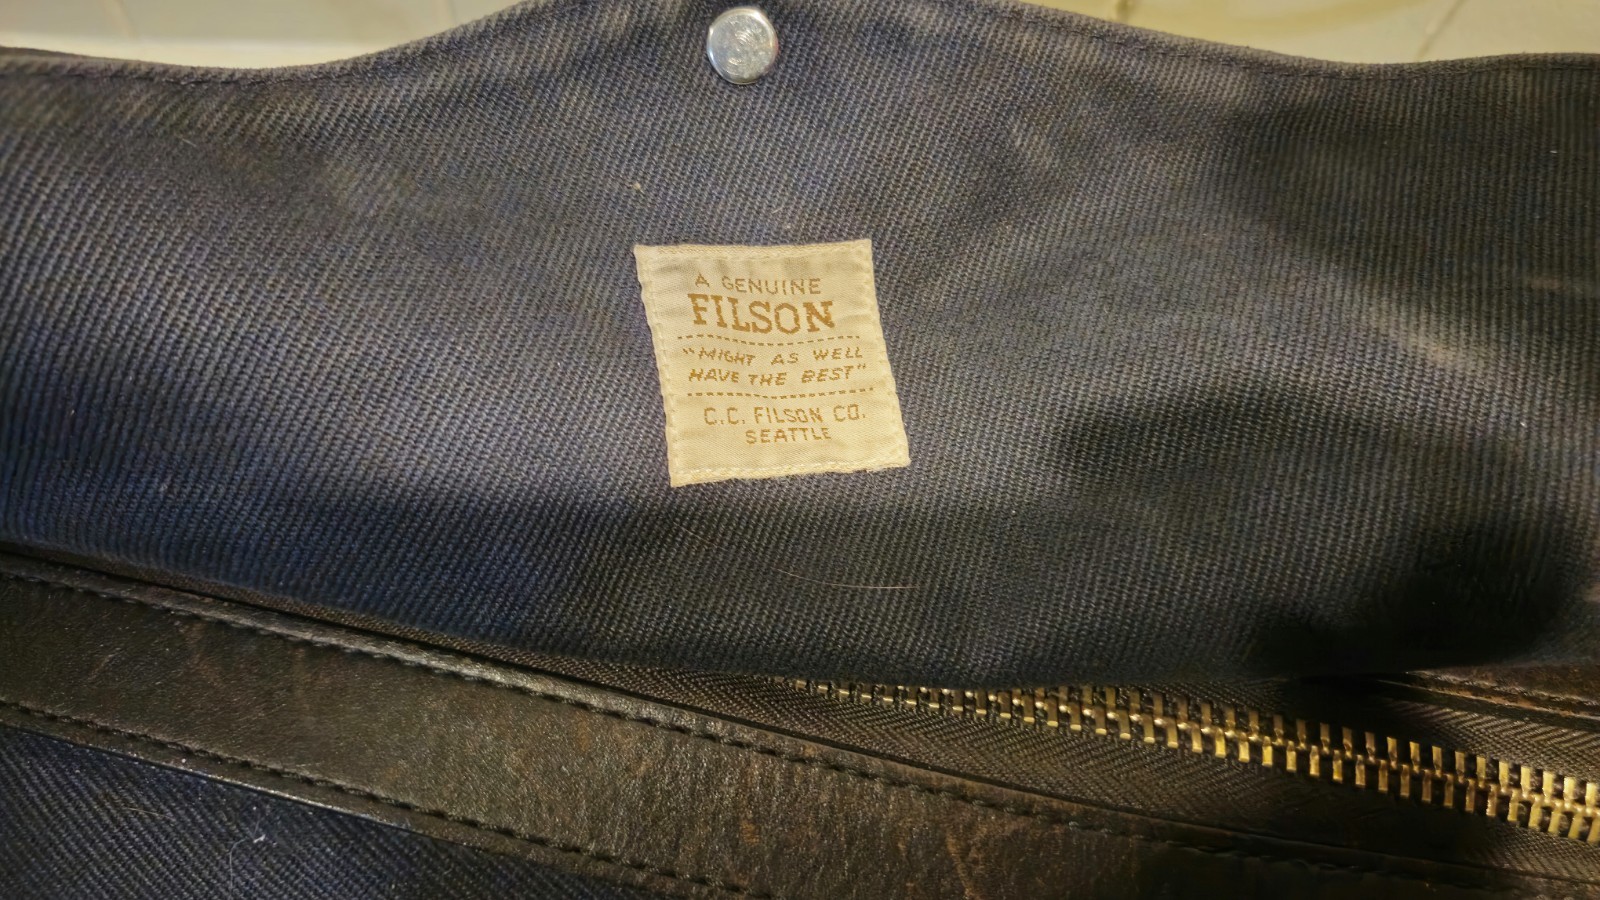 A GENUINE
FILSON
"MIGHT AS WELL
HAVE THE BEST"
C.C. FILSON CO.
SEATTLE